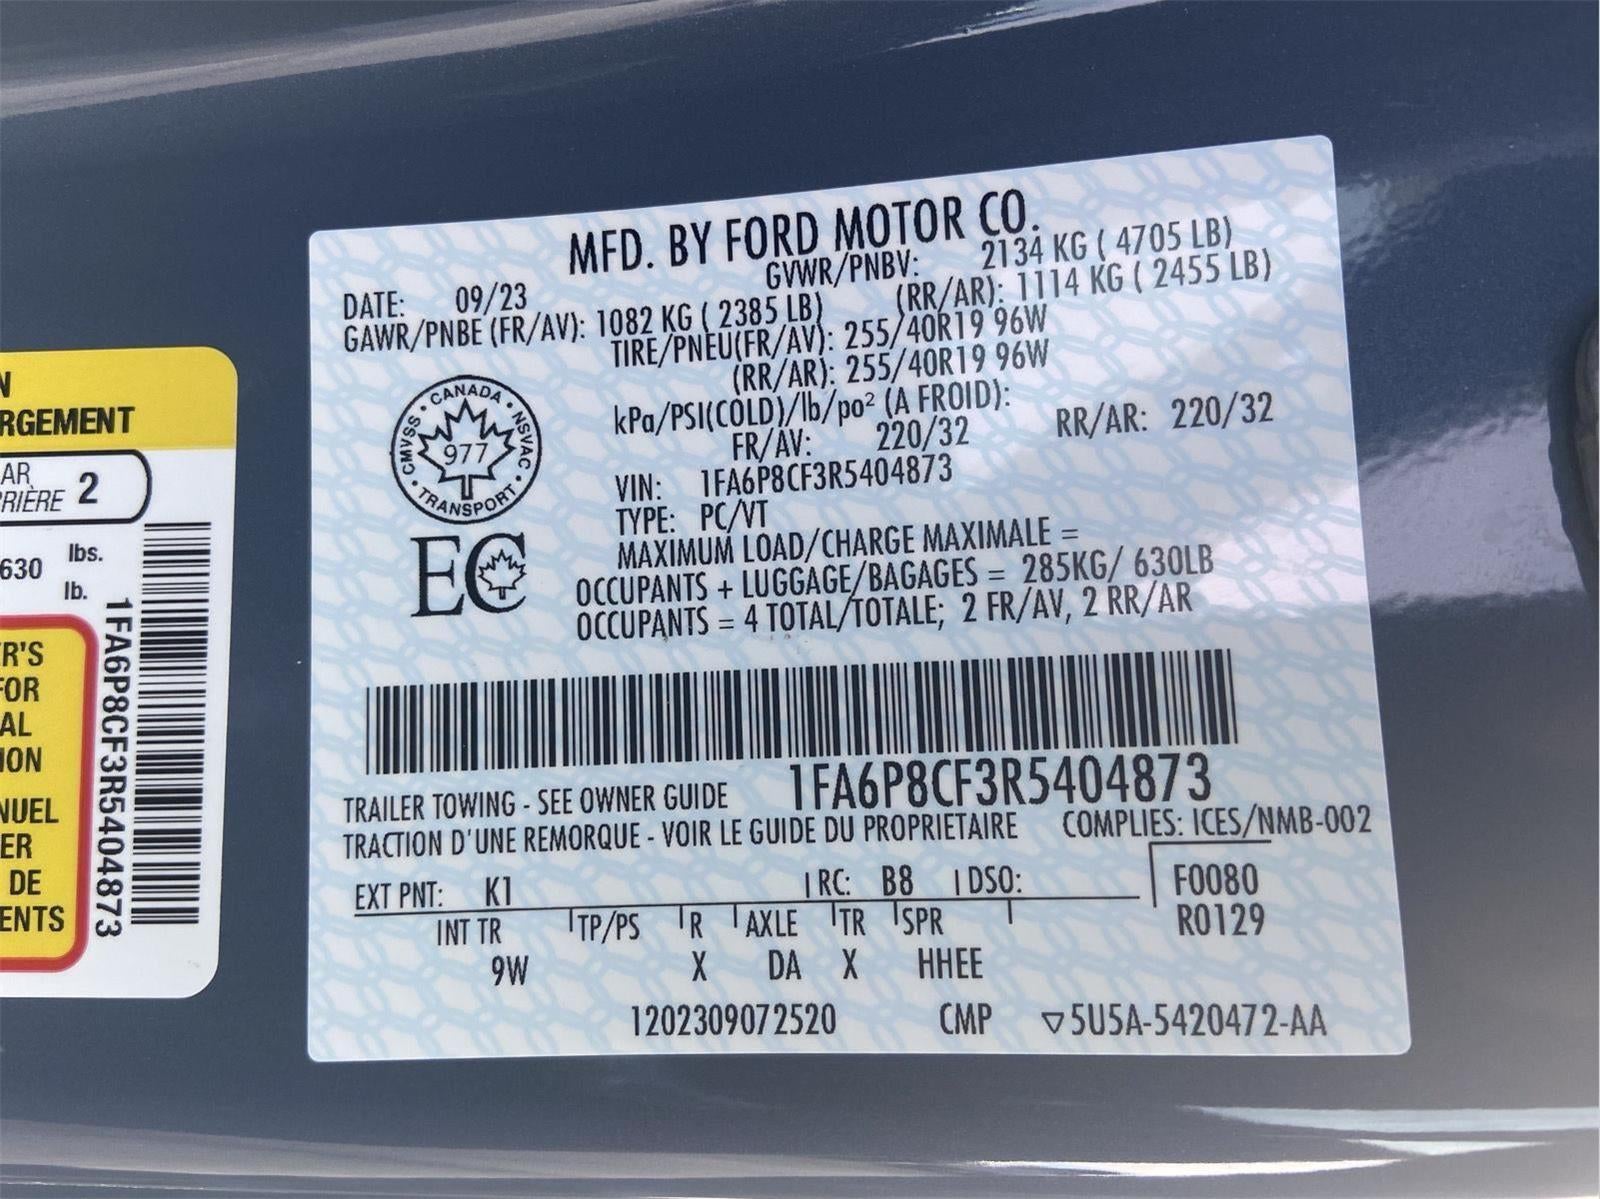 N
RGEMENT
AR
RIÈRE 2
630 lbs.
lb.
R'S
FOR
AL
ION
NUEL
ER
DE
ENTS
1FA6P8CF3R5404873
MFD. BY FORD MOTOR CO.
DATE: 09/23 GVWR/PNBV: 2134 KG ( 4705 LB)
GAWR/PNBE (FR/AV): 1082 KG ( 2385 LB) (RR/AR): 1114 KG ( 2455 LB)
TIRE/PNEU(FR/AV): 255/40R19 96W
(RR/AR): 255/40R19 96W
kPa/PSI(COLD)/lb/po² (A FROID):
FR/AV: 220/32 RR/AR: 220/32
CANADA
CMVSS 977 NSVAC
TRANSPORT
EC
VIN: 1FA6P8CF3R5404873
TYPE: PC/VT
MAXIMUM LOAD/CHARGE MAXIMALE =
OCCUPANTS + LUGGAGE/BAGAGES = 285KG/ 630LB
OCCUPANTS = 4 TOTAL/TOTALE; 2 FR/AV, 2 RR/AR
1FA6P8CF3R5404873
TRAILER TOWING - SEE OWNER GUIDE
TRACTION D'UNE REMORQUE - VOIR LE GUIDE DU PROPRIETAIRE COMPLIES: ICES/NMB-002
EXT PNT: K1 RC: B8 DSO: F0080
INT TR TP/PS R AXLE TR SPR R0129
9W X DA X HHEE
1202309072520 CMP ▽5U5A-5420472-AA